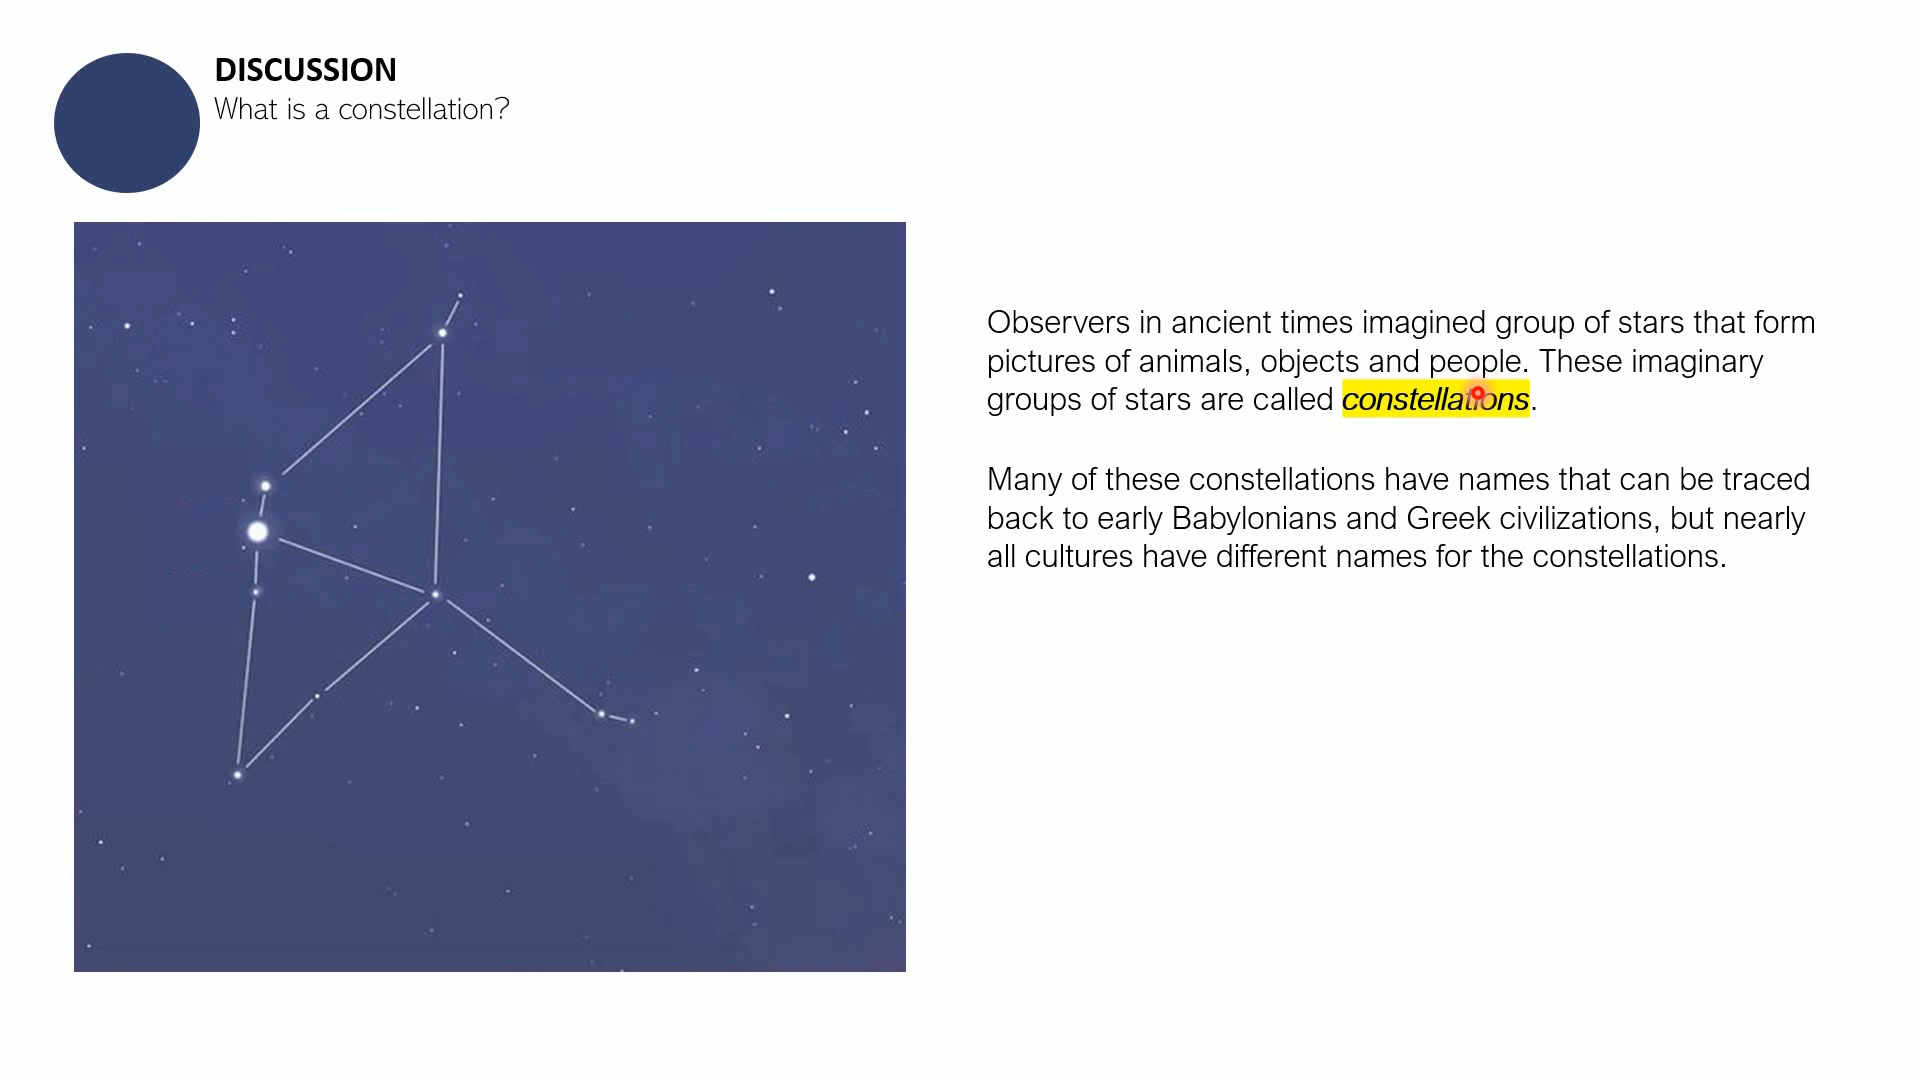 DISCUSSION
What is a constellation?
Observers in ancient times imagined group of stars that form
pictures of animals, objects and people. These imaginary
groups of stars are called constellations.
Many of these constellations have names that can be traced
back to early Babylonians and Greek civilizations, but nearly
all cultures have different names for the constellations.